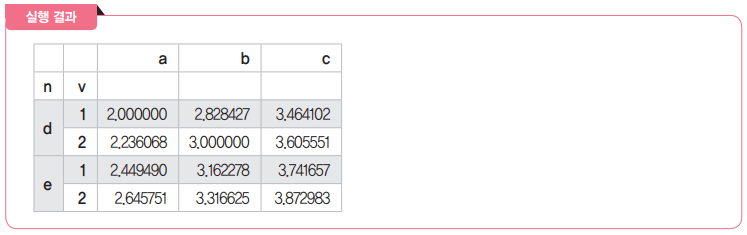 실행 결과
a b c
n v
d 1 2.000000 2.828427 3.464102
2 2.236068 3.000000 3.605551
e 1 2.449490 3.162278 3.741657
2 2.645751 3.316625 3.872983